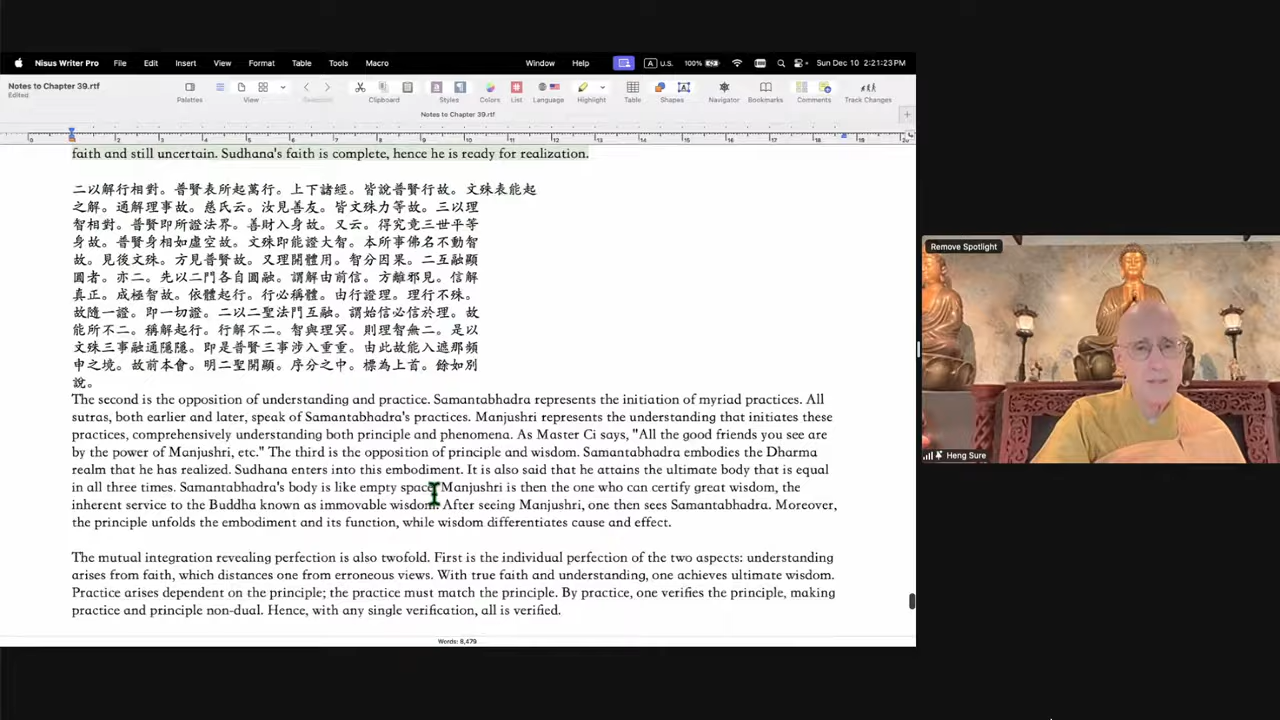 Nisus Writer Pro File Edit Insert View Format Table Tools Macro Window Help A U.S. 100% Sun Dec 10 2:21:23 PM
Notes to Chapter 39.rtf
Edited
Palettes View Clipboard Styles Colors List Language Highlight Table Shapes Navigator Bookmarks Comments Track Changes
Notes to Chapter 39.rtf
faith and still uncertain. Sudhana's faith is complete, hence he is ready for realization.
二以解行相對。普賢表所起萬行。上下諸經。皆說普賢行故。文殊表能起
之解。通解理事故。慈氏云。汝見善友。皆文殊力等故。三以理
智相對。普賢即所證法界。善財入身故。又云。得究竟三世平等
身故。普賢身相如虛空故。文殊即能證大智。本所事佛名不動智
故。見後文殊。方見普賢故。又理開體用。智分因果。二互融顯
圓者。亦二。先以二門各自圓融。謂解由前信。方離邪見。信解
真正。成極智故。依體起行。行必稱體。由行證理。理行不殊。
故隨一證。即一切證。二以二聖法門互融。謂始信必信於理。故
能所不二。稱解起行。行解不二。智與理冥。則理智無二。是以
文殊三事融通隱隱。即是普賢三事涉入重重。由此故能入遮那頻
申之境。故前本會。明二聖開顯。序分之中。標為上首。餘如別
說。
The second is the opposition of understanding and practice. Samantabhadra represents the initiation of myriad practices. All
sutras, both earlier and later, speak of Samantabhadra's practices. Manjushri represents the understanding that initiates these
practices, comprehensively understanding both principle and phenomena. As Master Ci says, "All the good friends you see are
by the power of Manjushri, etc." The third is the opposition of principle and wisdom. Samantabhadra embodies the Dharma
realm that he has realized. Sudhana enters into this embodiment. It is also said that he attains the ultimate body that is equal
in all three times. Samantabhadra's body is like empty space. Manjushri is then the one who can certify great wisdom, the
inherent service to the Buddha known as immovable wisdom. After seeing Manjushri, one then sees Samantabhadra. Moreover,
the principle unfolds the embodiment and its function, while wisdom differentiates cause and effect.
The mutual integration revealing perfection is also twofold. First is the individual perfection of the two aspects: understanding
arises from faith, which distances one from erroneous views. With true faith and understanding, one achieves ultimate wisdom.
Practice arises dependent on the principle; the practice must match the principle. By practice, one verifies the principle, making
practice and principle non-dual. Hence, with any single verification, all is verified.
Words: 8,479
Remove Spotlight
Heng Sure